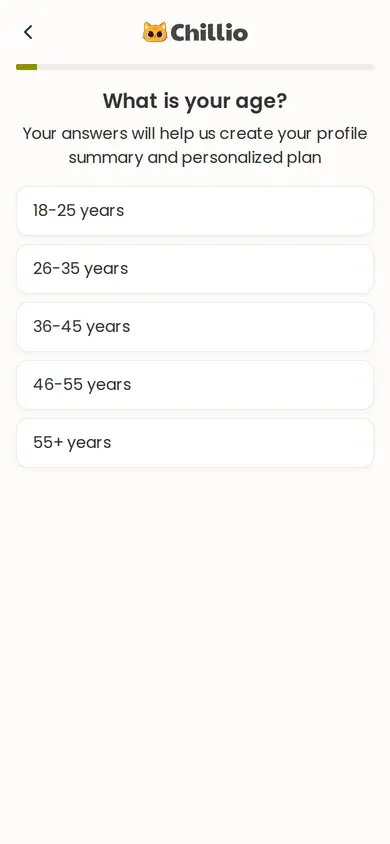 Chillio
What is your age?
Your answers will help us create your profile
summary and personalized plan
18-25 years
26-35 years
36-45 years
46-55 years
55+ years